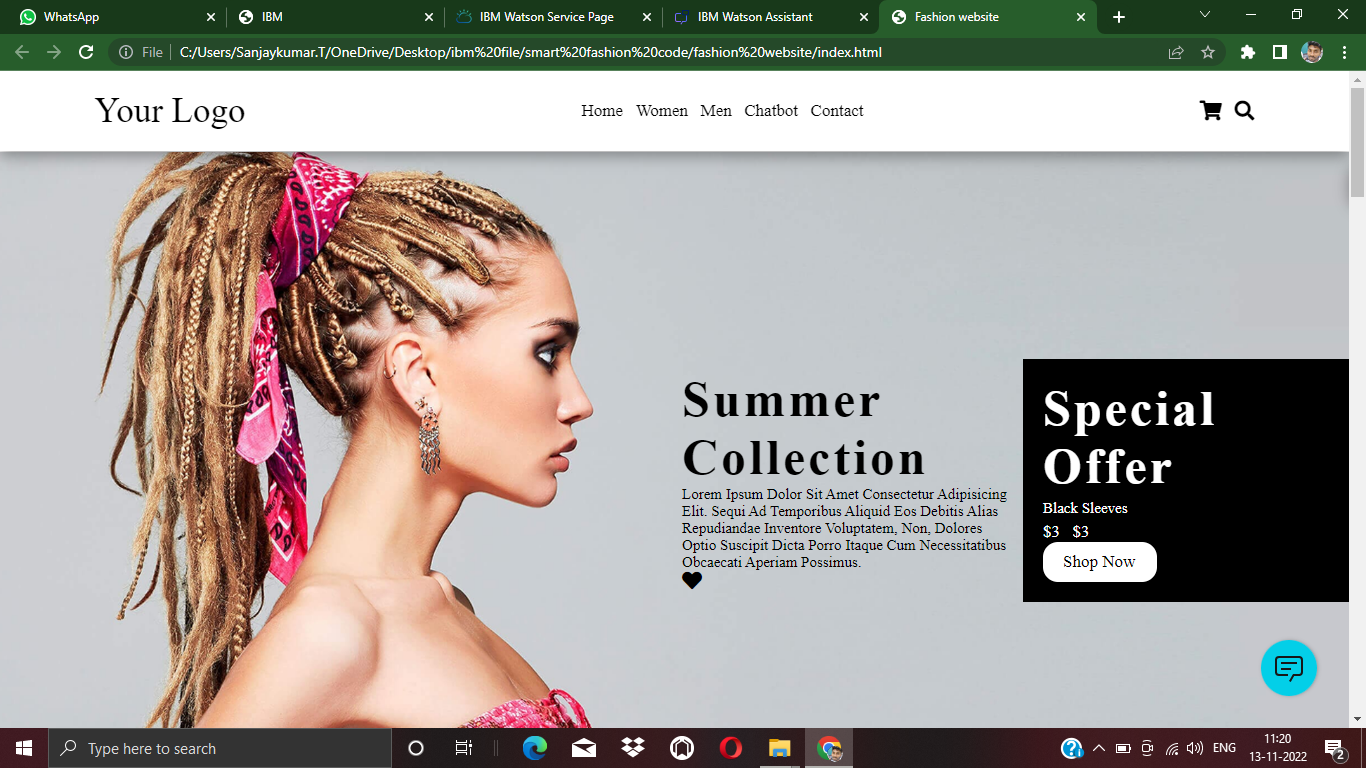 WhatsApp
IBM
IBM Watson Service Page
IBM Watson Assistant
Fashion website
File
C:/Users/Sanjaykumar.T/OneDrive/Desktop/ibm%20file/smart%20fashion%20code/fashion%20website/index.html
Your Logo
Home Women Men Chatbot Contact
Summer
Collection
Lorem Ipsum Dolor Sit Amet Consectetur Adipisicing
Elit. Sequi Ad Temporibus Aliquid Eos Debitis Alias
Repudiandae Inventore Voluptatem, Non, Dolores
Optio Suscipit Dicta Porro Itaque Cum Necessitatibus
Obcaecati Aperiam Possimus.
Special
Offer
Black Sleeves
$3 $3
Shop Now
Type here to search
ENG
11:20
13-11-2022
2